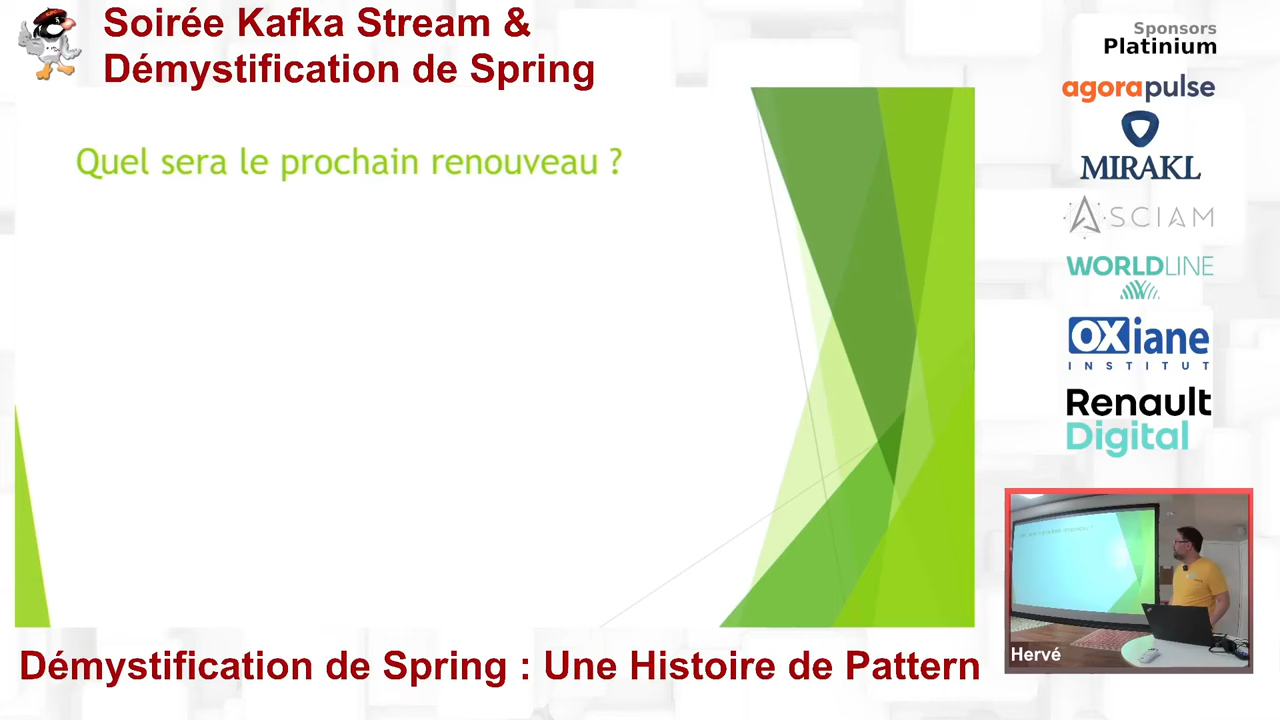 Soirée Kafka Stream &
Démystification de Spring
Quel sera le prochain renouveau ?
Sponsors
Platinium
agorapulse
MIRAKL
ASCIAM
WORLDLINE
OXiane
INSTITUT
Renault
Digital
Hervé
Démystification de Spring : Une Histoire de Pattern